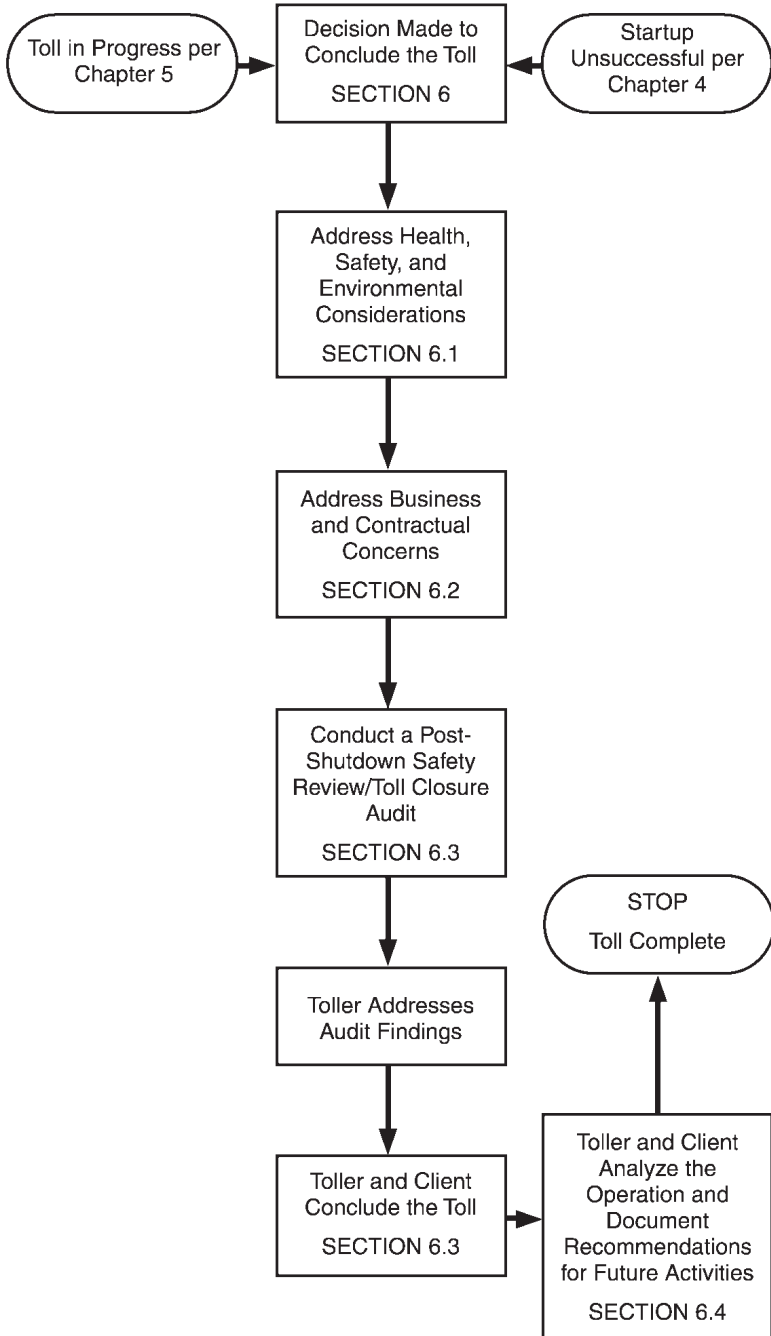 Toll in Progress per
Chapter 5
Decision Made to
Conclude the Toll
SECTION 6
Startup
Unsuccessful per
Chapter 4
Address Health,
Safety, and
Environmental
Considerations
SECTION 6.1
Address Business
and Contractual
Concerns
SECTION 6.2
Conduct a Post-
Shutdown Safety
Review/Toll Closure
Audit
SECTION 6.3
Toller Addresses
Audit Findings
Toller and Client
Conclude the Toll
SECTION 6.3
Toller and Client
Analyze the
Operation and
Document
Recommendations
for Future Activities
SECTION 6.4
STOP
Toll Complete